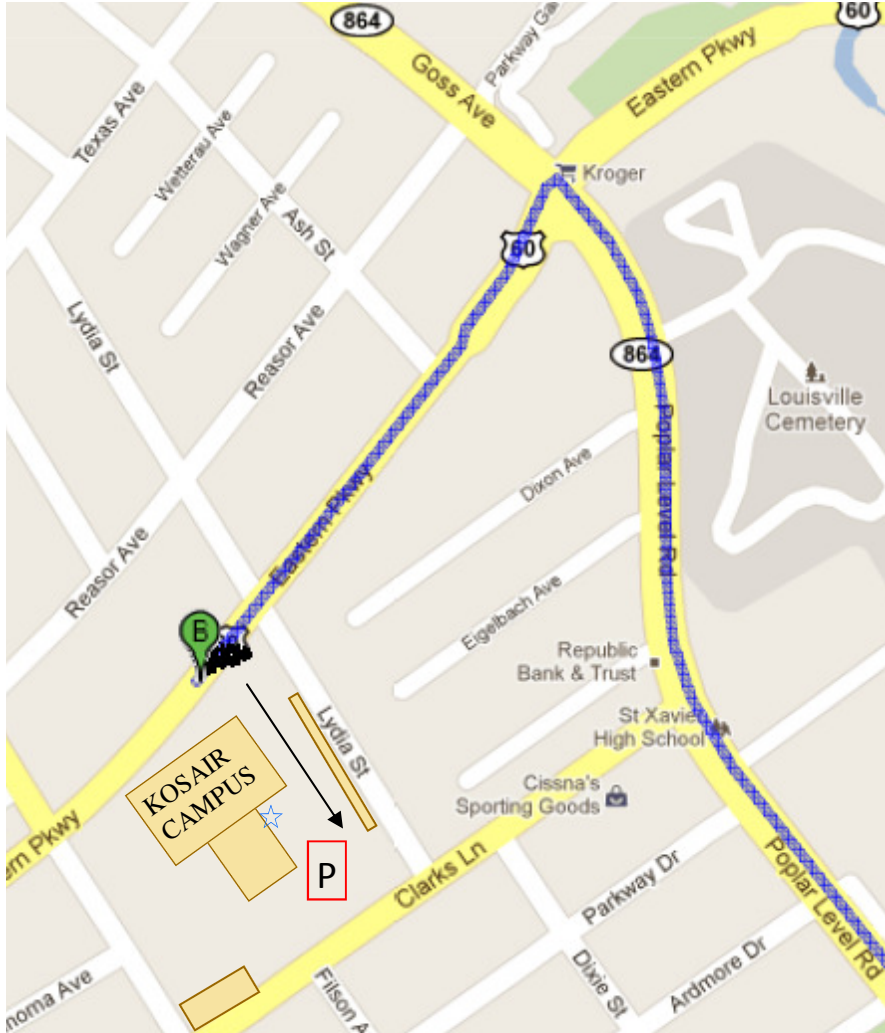 864
60
Parkway Ga
Goss Ave
Eastern Pkwy
Texas Ave
Wetterau Ave
Kroger
Wagner Ave
Ash St
60
Lydia St
Reasor Ave
864
Louisville
Cemetery
Poplar Level Rd
Dixon Ave
Eastern Pkwy
Reasor Ave
Eigelbach Ave
Republic
Bank & Trust
Lydia St
St Xavier
High School
KOSAIR
CAMPUS
Cissna's
Sporting Goods
ern Pkwy
P
Clarks Ln
Parkway Dr
Poplar Level Rd
noma Ave
Filson A
Dixie St
Ardmore Dr